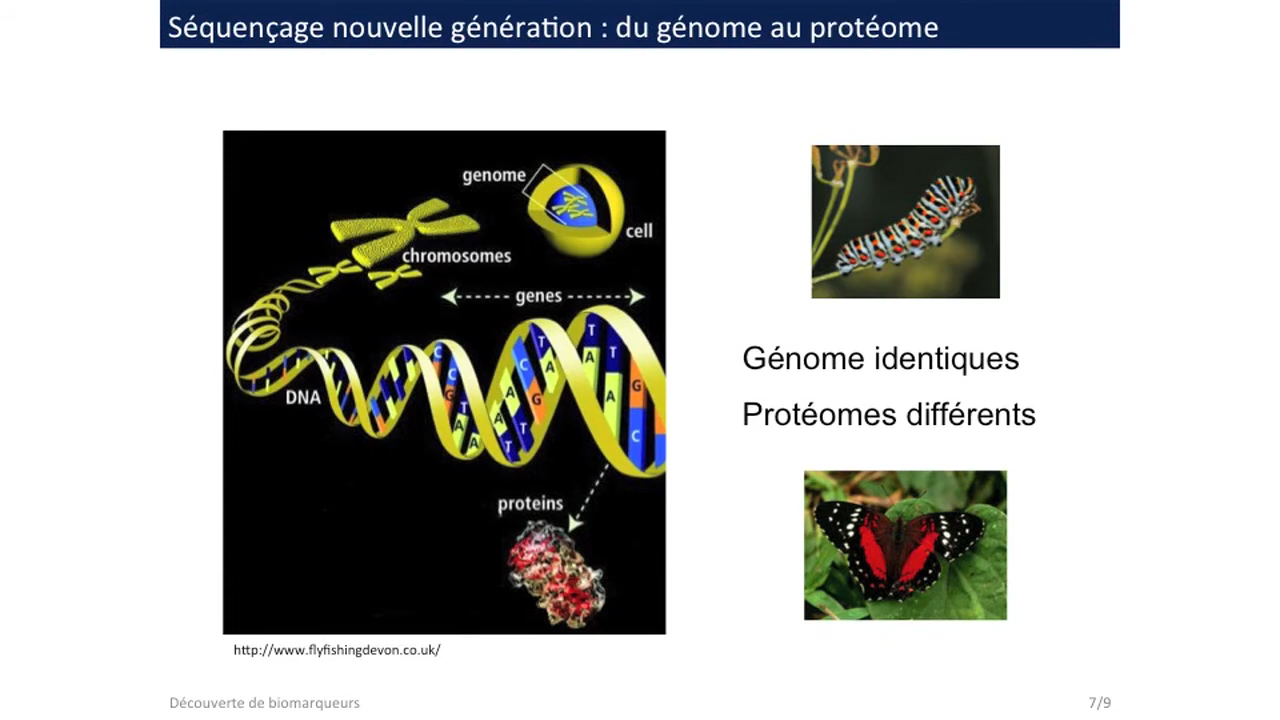 Séquençage nouvelle génération : du génome au protéome
genome
cell
chromosomes
genes
DNA
C
C
G
T
A
A
A
T
A
T
C
G
T
A
T
A
T
A
G
C
proteins
http://www.flyfishingdevon.co.uk/
Génome identiques
Protéomes différents
Découverte de biomarqueurs
7/9